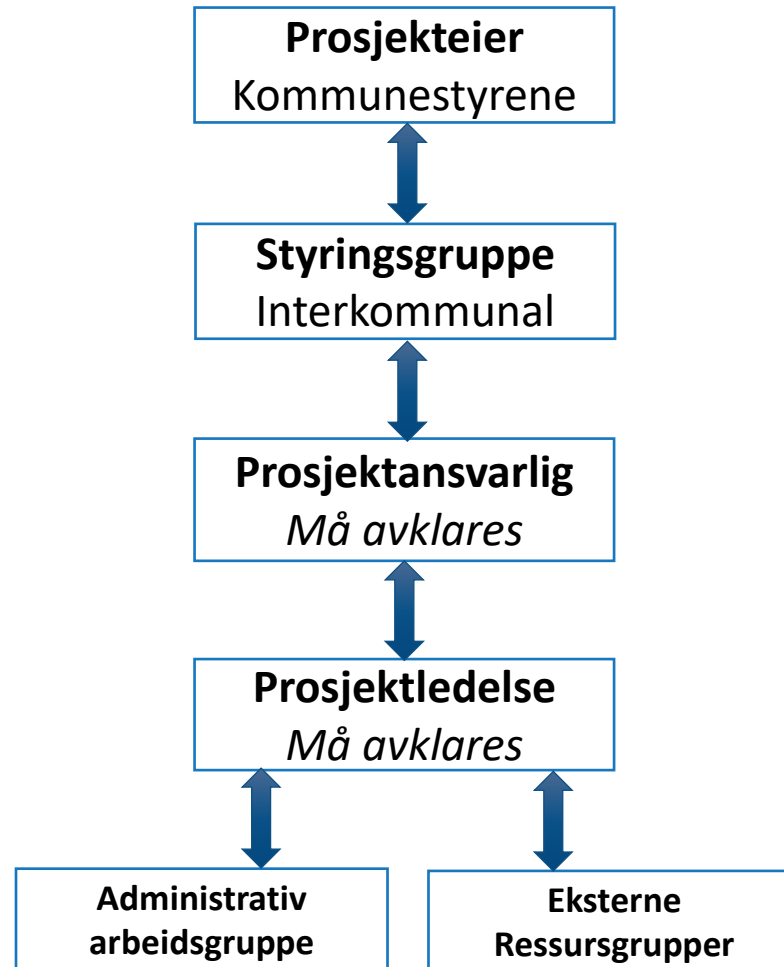 Prosjekteier
Kommunestyrene
Styringsgruppe
Interkommunal
Prosjektansvarlig
Må avklares
Prosjektledelse
Må avklares
Administrativ
arbeidsgruppe
Eksterne
Ressursgrupper